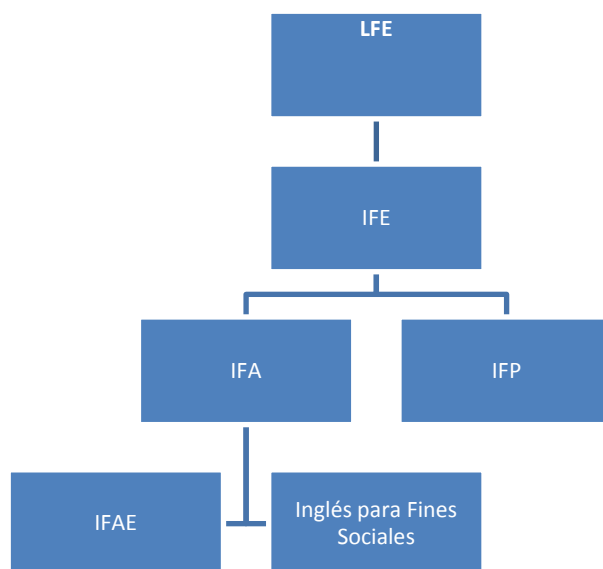 LFE
IFE
IFA
IFP
IFAE
Inglés para Fines
Sociales